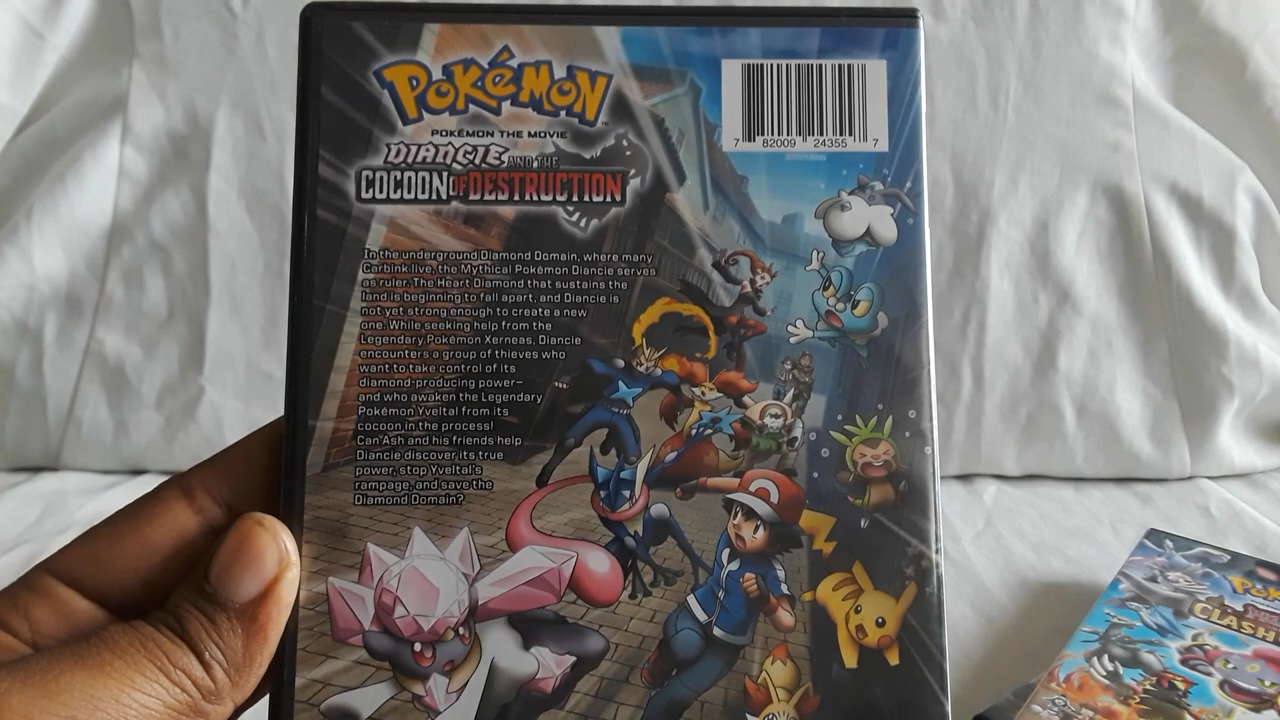 POKéMON
POKÉMON THE MOVIE
DIANCIE AND THE
COCOON OF DESTRUCTION
7 82009 24355 7
In the underground Diamond Domain, where many
Carbink live, the Mythical Pokémon Diancie serves
as ruler. The Heart Diamond that sustains the
land is beginning to fall apart, and Diancie is
not yet strong enough to create a new
one. While seeking help from the
Legendary Pokémon Xerneas, Diancie
encounters a group of thieves who
want to take control of its
diamond-producing power—
and who awaken the Legendary
Pokémon Yveltal from its
cocoon in the process!
Can Ash and his friends help
Diancie discover its true
power, stop Yveltal's
rampage, and save the
Diamond Domain?
CLASH